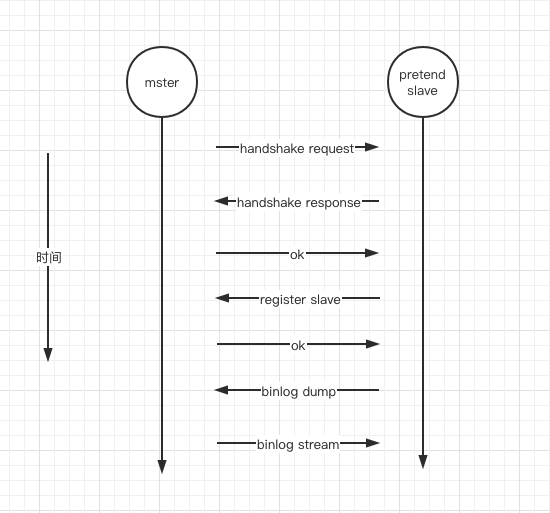 mster
pretend
slave
handshake request
handshake response
时间
ok
register slave
ok
binlog dump
binlog stream